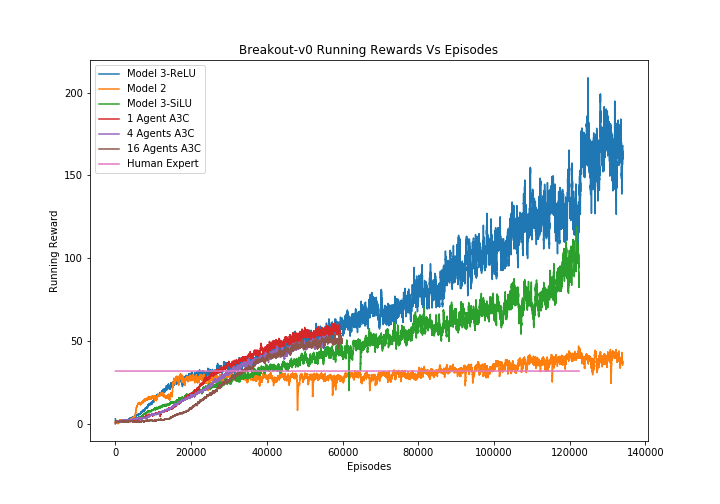 Breakout-v0 Running Rewards Vs Episodes
Model 3-ReLU
Model 2
Model 3-SiLU
1 Agent A3C
4 Agents A3C
16 Agents A3C
Human Expert
Running Reward
200
150
100
50
0
0 20000 40000 60000 80000 100000 120000 140000
Episodes